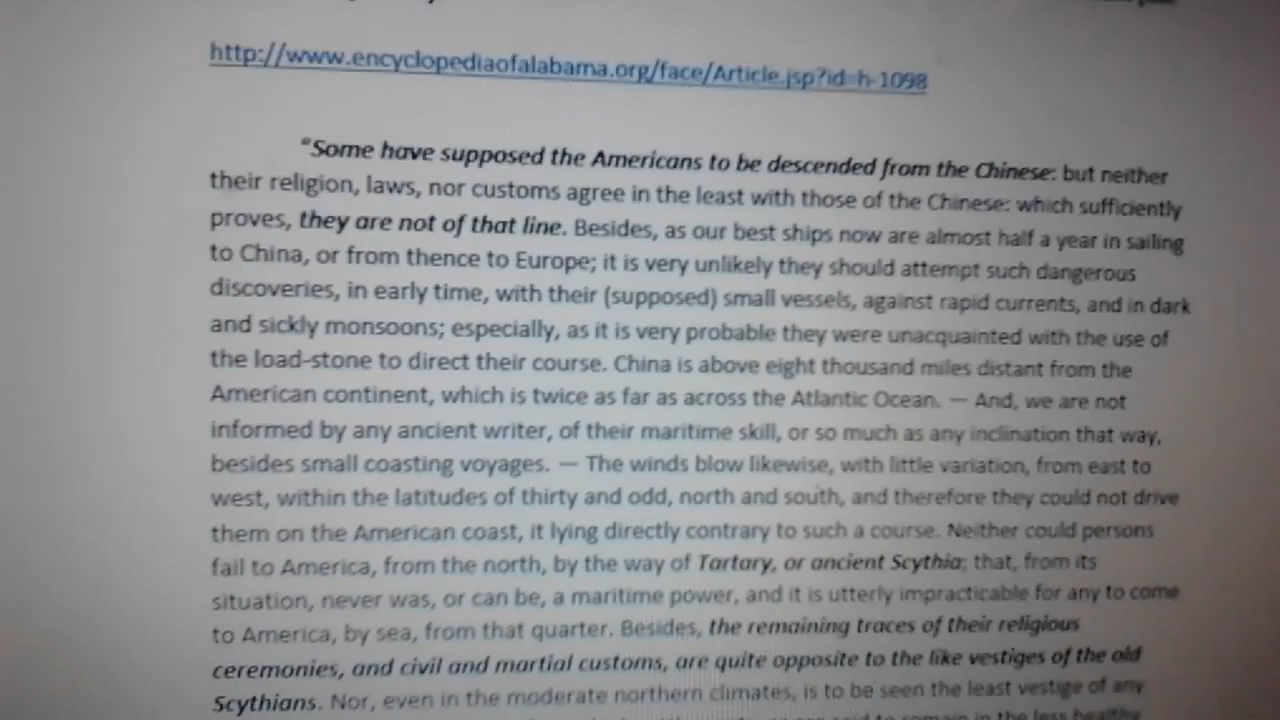 http://www.encyclopediaofalabama.org/face/Article.jsp?id=h-1098
“Some have supposed the Americans to be descended from the Chinese: but neither
their religion, laws, nor customs agree in the least with those of the Chinese: which sufficiently
proves, they are not of that line. Besides, as our best ships now are almost half a year in sailing
to China, or from thence to Europe; it is very unlikely they should attempt such dangerous
discoveries, in early time, with their (supposed) small vessels, against rapid currents, and in dark
and sickly monsoons; especially, as it is very probable they were unacquainted with the use of
the load-stone to direct their course. China is above eight thousand miles distant from the
American continent, which is twice as far as across the Atlantic Ocean. — And, we are not
informed by any ancient writer, of their maritime skill, or so much as any inclination that way,
besides small coasting voyages. — The winds blow likewise, with little variation, from east to
west, within the latitudes of thirty and odd, north and south, and therefore they could not drive
them on the American coast, it lying directly contrary to such a course. Neither could persons
fail to America, from the north, by the way of Tartary, or ancient Scythia; that, from its
situation, never was, or can be, a maritime power, and it is utterly impracticable for any to come
to America, by sea, from that quarter. Besides, the remaining traces of their religious
ceremonies, and civil and martial customs, are quite opposite to the like vestiges of the old
Scythians. Nor, even in the moderate northern climates, is to be seen the least vestige of any
to remain in the less healthy